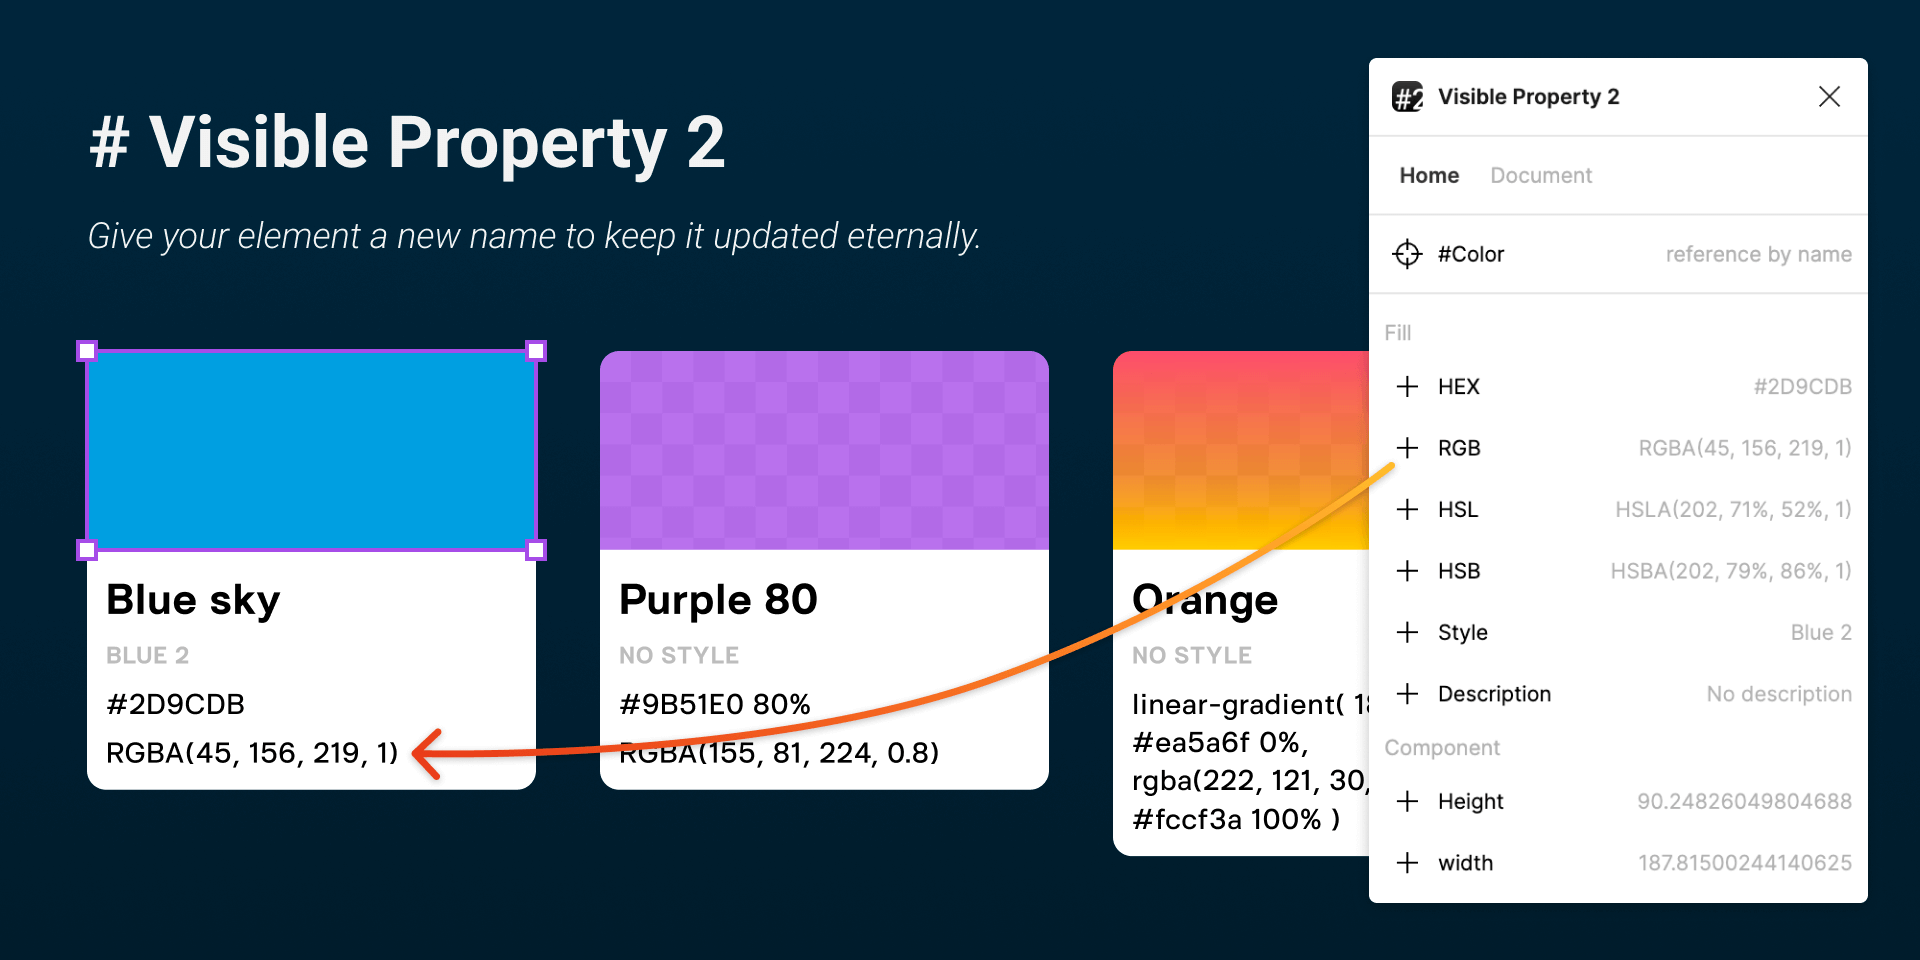 # Visible Property 2
Give your element a new name to keep it updated eternally.
Blue sky
BLUE 2
#2D9CDB
RGBA(45, 156, 219, 1)
Purple 80
NO STYLE
#9B51E0 80%
RGBA(155, 81, 224, 0.8)
Orange
NO STYLE
linear-gradient(
#ea5a6f 0%,
rgba(222, 121, 30,
#fccf3a 100% )
#2 Visible Property 2
Home Document
#Color reference by name
Fill
HEX #2D9CDB
RGB RGBA(45, 156, 219, 1)
HSL HSLA(202, 71%, 52%, 1)
HSB HSBA(202, 79%, 86%, 1)
Style Blue 2
Description No description
Component
Height 90.24826049804688
width 187.81500244140625